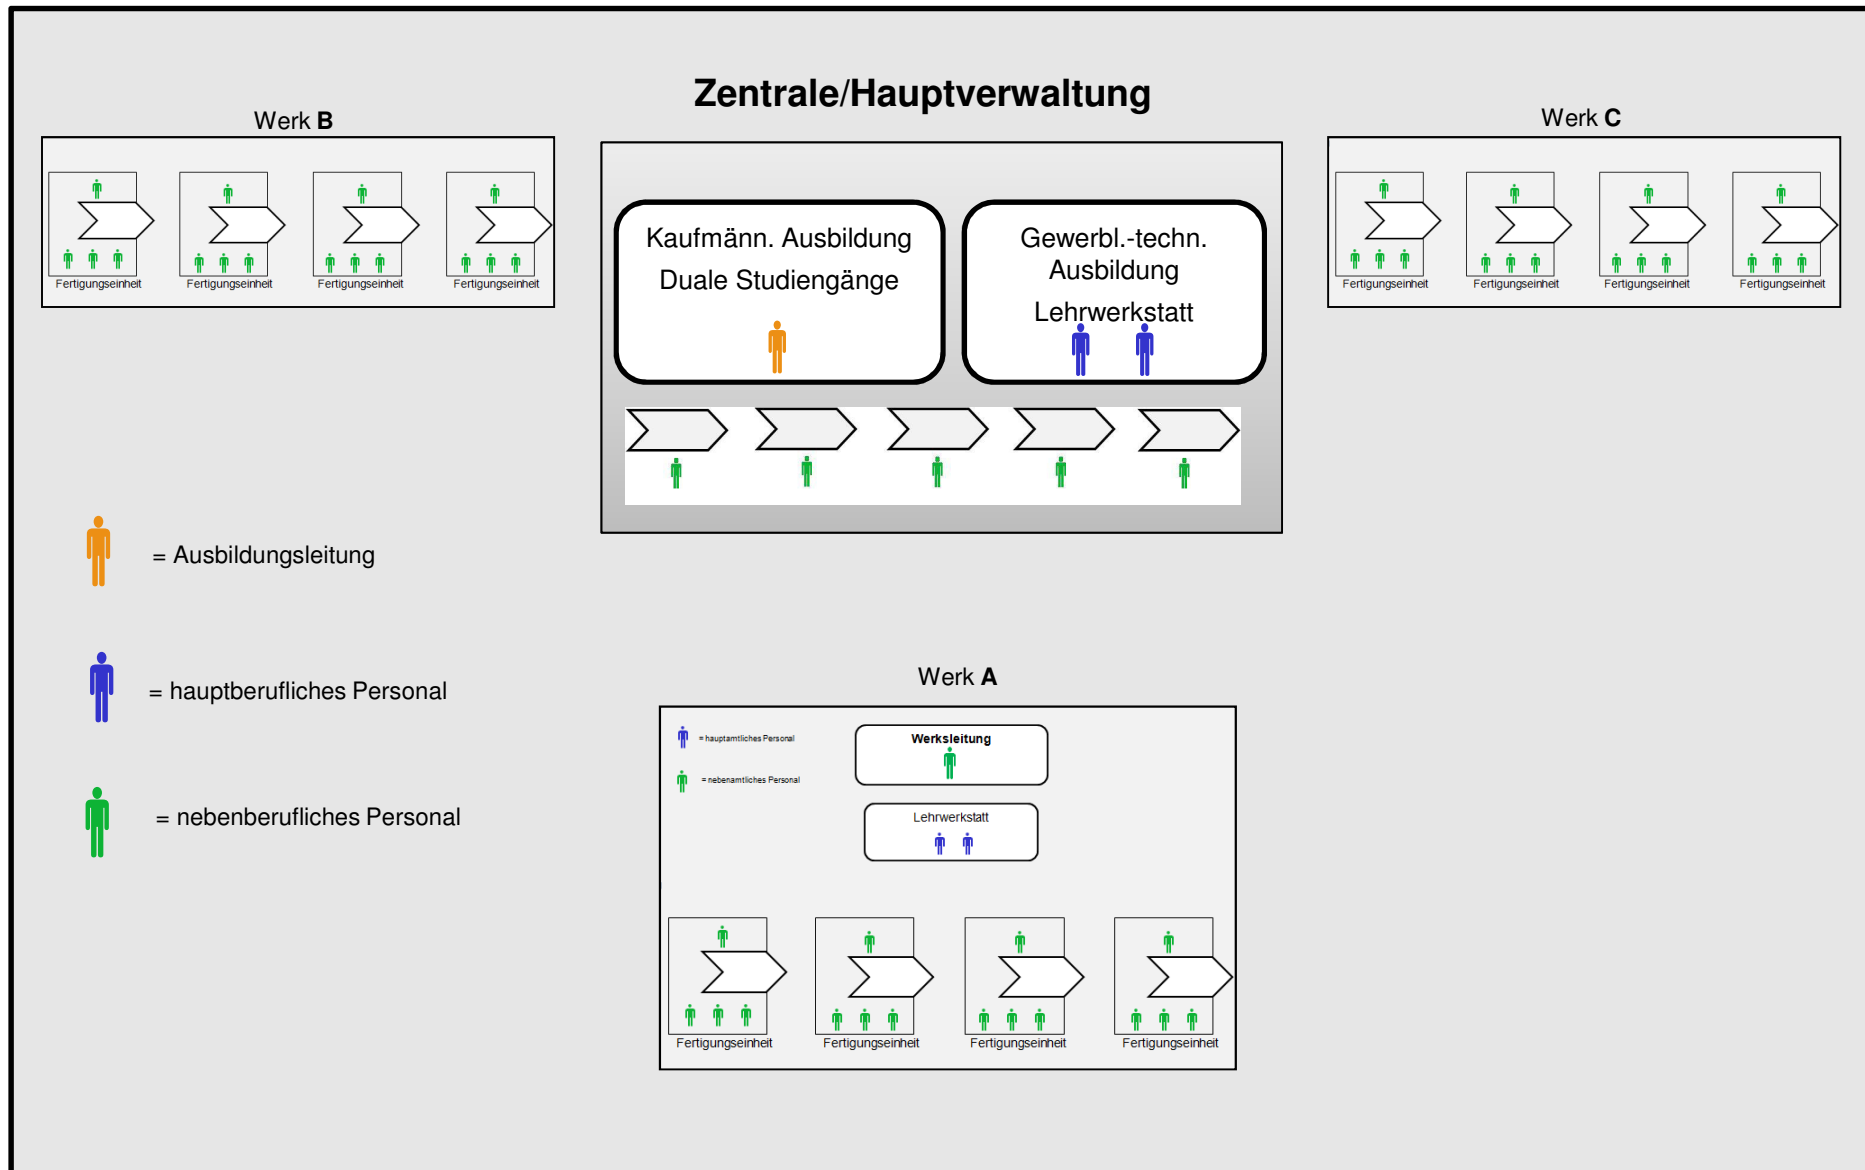 Zentrale/Hauptverwaltung
Werk B
Fertigungseinheit Fertigungseinheit Fertigungseinheit Fertigungseinheit
Kaufmänn. Ausbildung
Duale Studiengänge
Gewerbl.-techn.
Ausbildung
Lehrwerkstatt
Werk C
Fertigungseinheit Fertigungseinheit Fertigungseinheit Fertigungseinheit
= Ausbildungsleitung
= hauptberufliches Personal
= nebenberufliches Personal
Werk A
= hauptamtliches Personal
= nebenamtliches Personal
Werksleitung
Lehrwerkstatt
Fertigungseinheit Fertigungseinheit Fertigungseinheit Fertigungseinheit